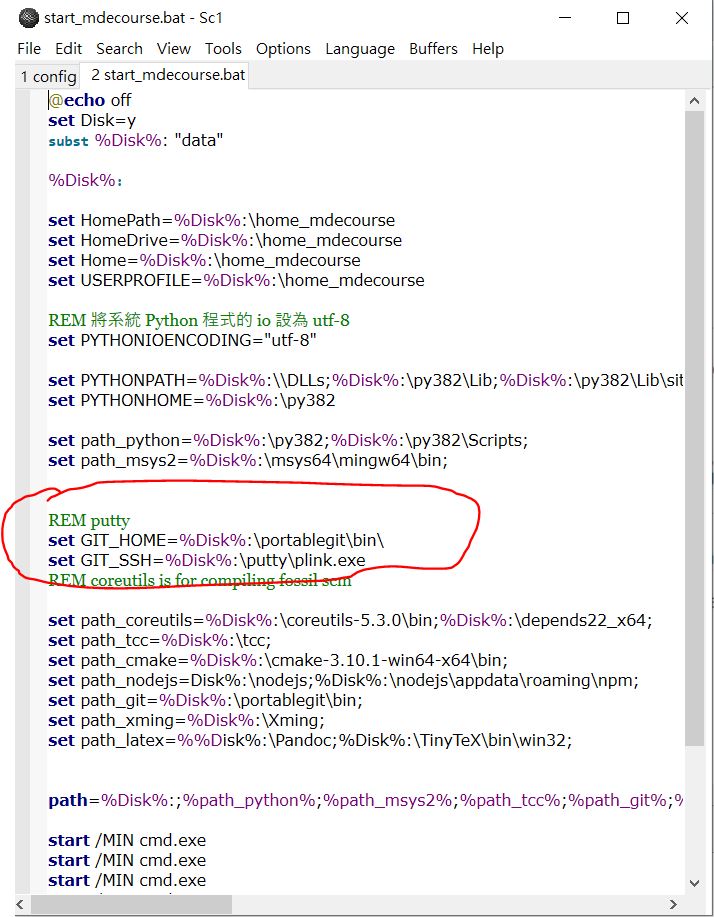 start_mdecourse.bat - Sc1
File Edit Search View Tools Options Language Buffers Help
1 config 2 start_mdecourse.bat
@echo off
set Disk=y
subst %Disk%: "data"
%Disk%:
set HomePath=%Disk%:\home_mdecourse
set HomeDrive=%Disk%:\home_mdecourse
set Home=%Disk%:\home_mdecourse
set USERPROFILE=%Disk%:\home_mdecourse
REM 將系統 Python 程式的 io 設為 utf-8
set PYTHONIOENCODING="utf-8"
set PYTHONPATH=%Disk%:\\DLLs;%Disk%:\py382\Lib;%Disk%:\py382\Lib\sit
set PYTHONHOME=%Disk%:\py382
set path_python=%Disk%:\py382;%Disk%:\py382\Scripts;
set path_msys2=%Disk%:\msys64\mingw64\bin;
REM putty
set GIT_HOME=%Disk%:\portablegit\bin\
set GIT_SSH=%Disk%:\putty\plink.exe
REM coreutils is for compiling fossil scm
set path_coreutils=%Disk%:\coreutils-5.3.0\bin;%Disk%:\depends22_x64;
set path_tcc=%Disk%:\tcc;
set path_cmake=%Disk%:\cmake-3.10.1-win64-x64\bin;
set path_nodejs=Disk%:\nodejs;%Disk%:\nodejs\appdata\roaming\npm;
set path_git=%Disk%:\portablegit\bin;
set path_xming=%Disk%:\Xming;
set path_latex=%%Disk%:\Pandoc;%Disk%:\TinyTeX\bin\win32;
path=%Disk%:;%path_python%;%path_msys2%;%path_tcc%;%path_git%;%
start /MIN cmd.exe
start /MIN cmd.exe
start /MIN cmd.exe